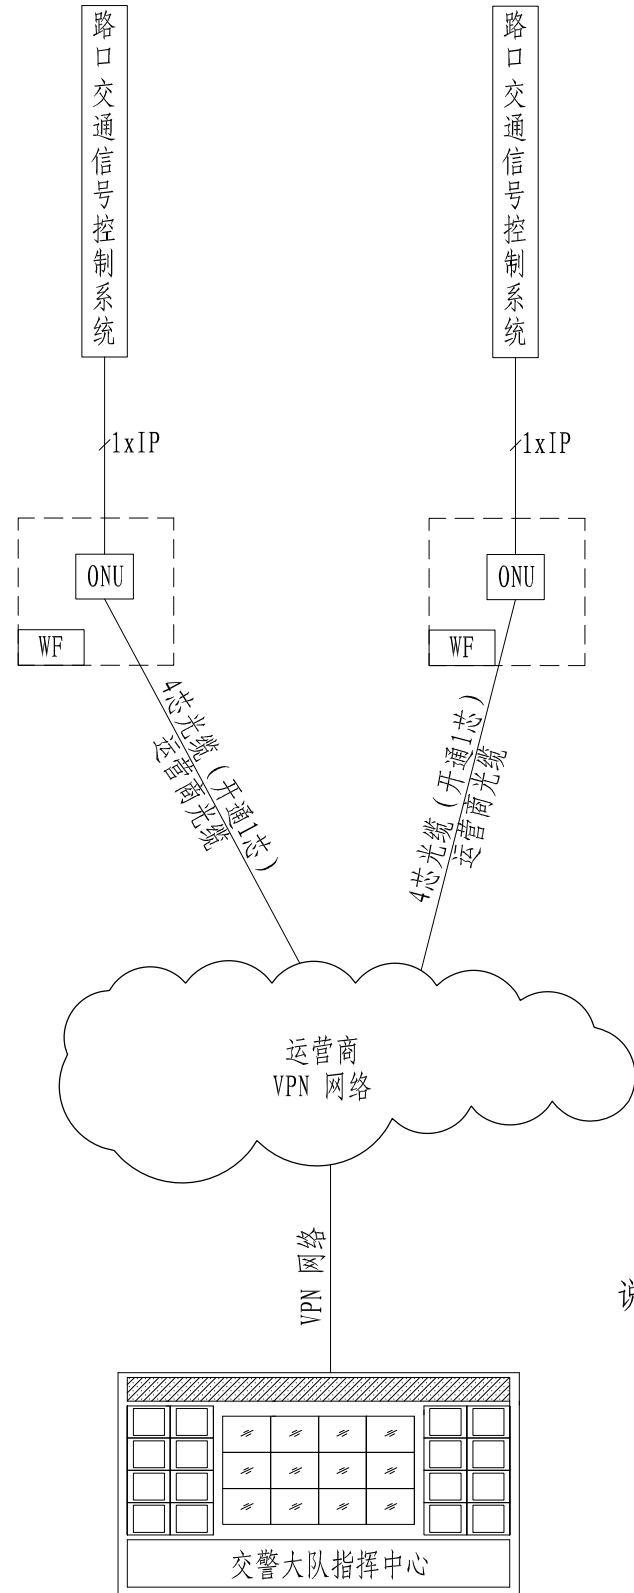 路口交通信号控制系统
路口交通信号控制系统
1xIP
1xIP
ONU
ONU
WF
WF
4芯光缆（开通1芯）
运营商光缆
4芯光缆（开通1芯）
运营商光缆
运营商
VPN 网络
VPN 网络
交警大队指挥中心